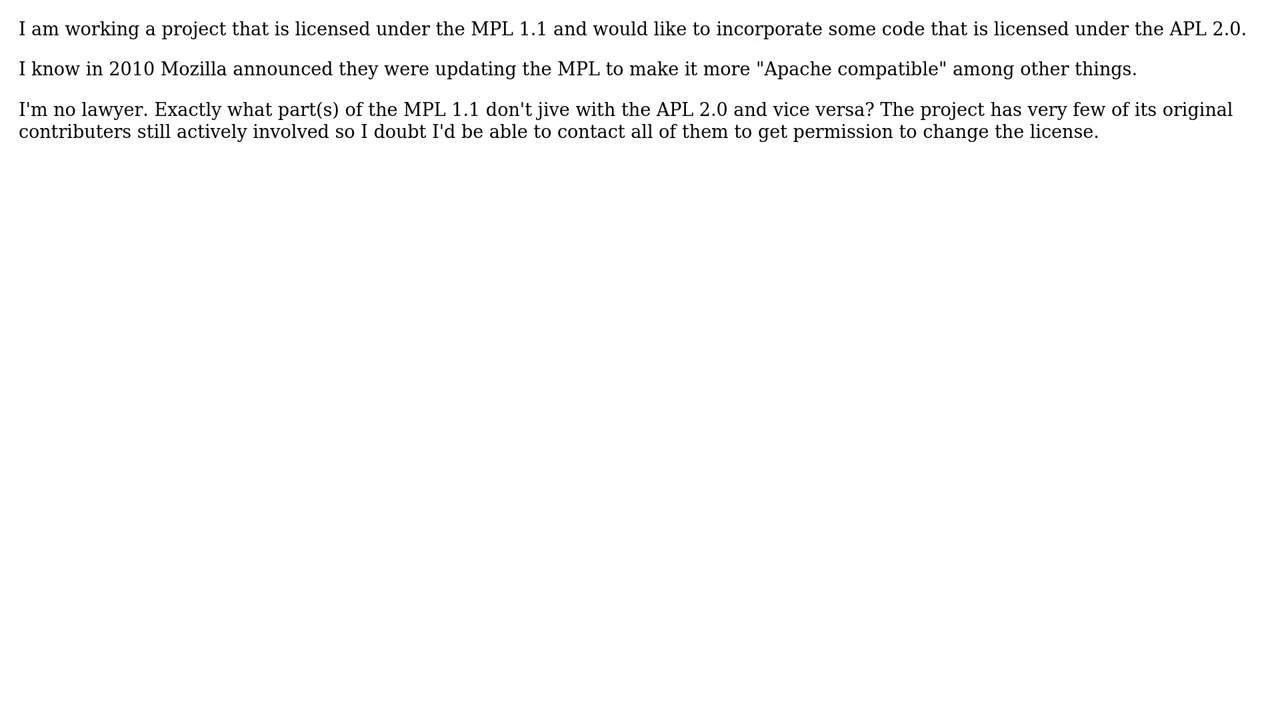 I am working a project that is licensed under the MPL 1.1 and would like to incorporate some code that is licensed under the APL 2.0.
I know in 2010 Mozilla announced they were updating the MPL to make it more "Apache compatible" among other things.
I'm no lawyer. Exactly what part(s) of the MPL 1.1 don't jive with the APL 2.0 and vice versa? The project has very few of its original
contributers still actively involved so I doubt I'd be able to contact all of them to get permission to change the license.